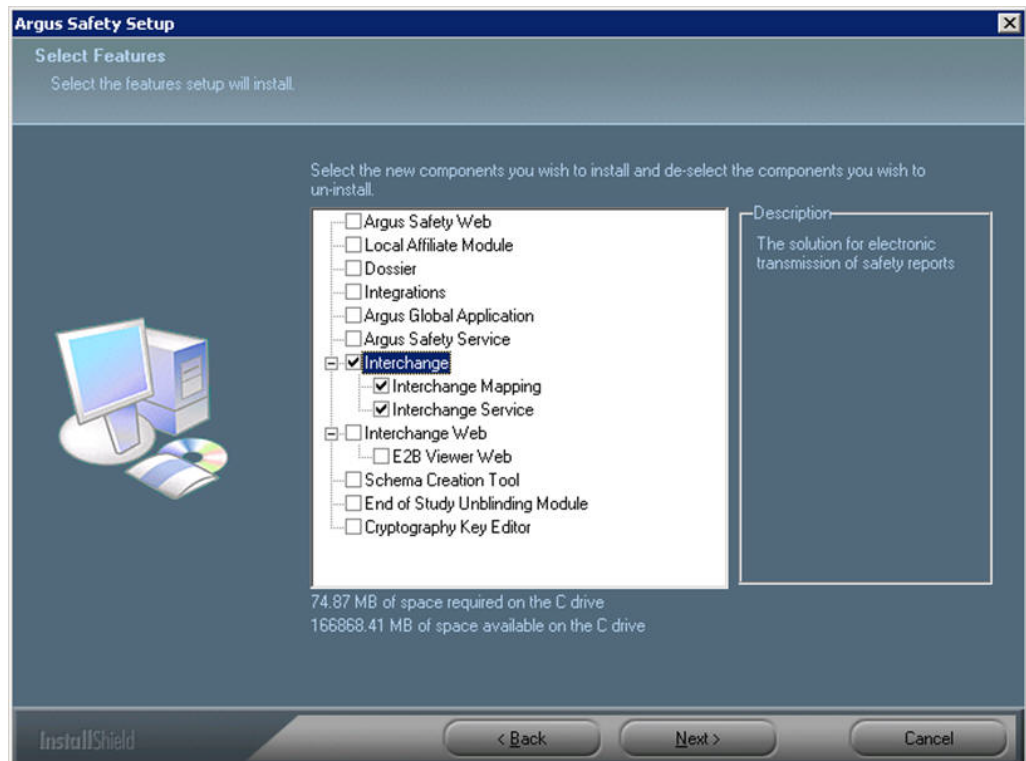 Argus Safety Setup
Select Features
Select the features setup will install.
Select the new components you wish to install and de-select the components you wish to
un-install.
Argus Safety Web
Local Affiliate Module
Dossier
Integrations
Argus Global Application
Argus Safety Service
Interchange
Interchange Mapping
Interchange Service
Interchange Web
E2B Viewer Web
Schema Creation Tool
End of Study Unblinding Module
Cryptography Key Editor
Description
The solution for electronic
transmission of safety reports
74.87 MB of space required on the C drive
166868.41 MB of space available on the C drive
InstallShield
< Back
Next >
Cancel